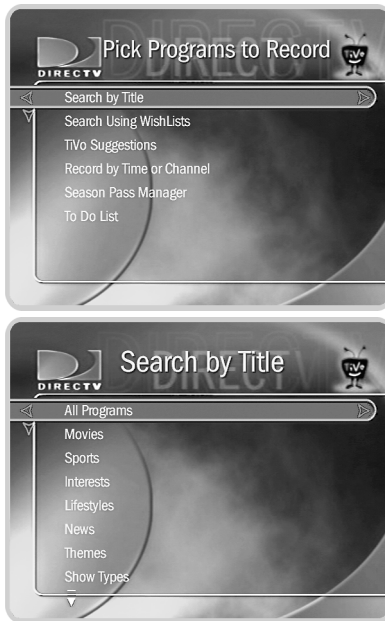 Pick Programs to Record
DIRECTV
TiVo
Search by Title
Search Using WishLists
TiVo Suggestions
Record by Time or Channel
Season Pass Manager
To Do List
Search by Title
DIRECTV
TiVo
All Programs
Movies
Sports
Interests
Lifestyles
News
Themes
Show Types